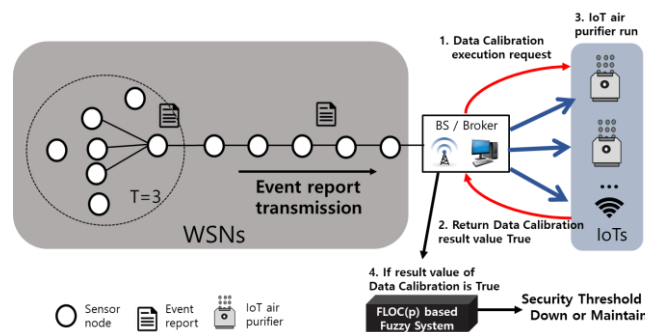 3. IoT air
purifier run
1. Data Calibration
execution request
BS / Broker
T=3
Event report
transmission
WSNs
2. Return Data Calibration
result value True
...
IoTs
4. If result value of
Data Calibration is True
FLOC(p) based
Fuzzy System
Security Threshold
Down or Maintain
Sensor
node
Event
report
IoT air
purifier